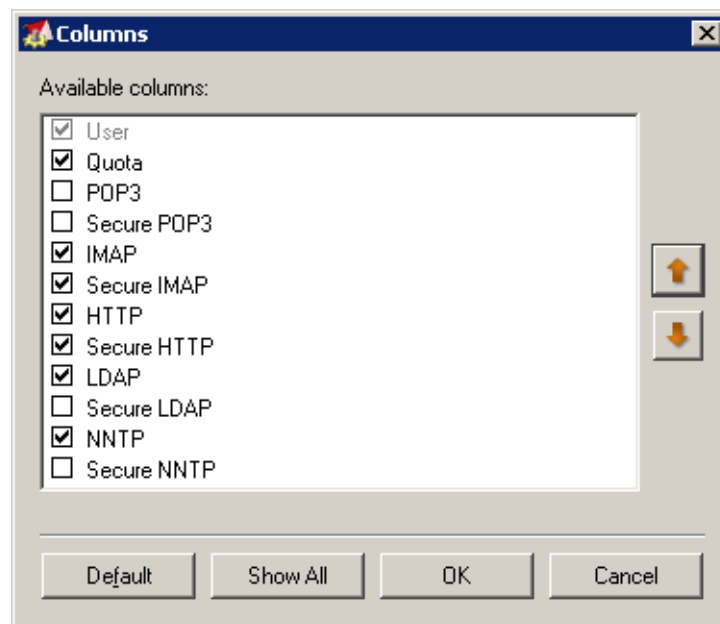 Columns
Available columns:
User
Quota
POP3
Secure POP3
IMAP
Secure IMAP
HTTP
Secure HTTP
LDAP
Secure LDAP
NNTP
Secure NNTP
Default Show All OK Cancel